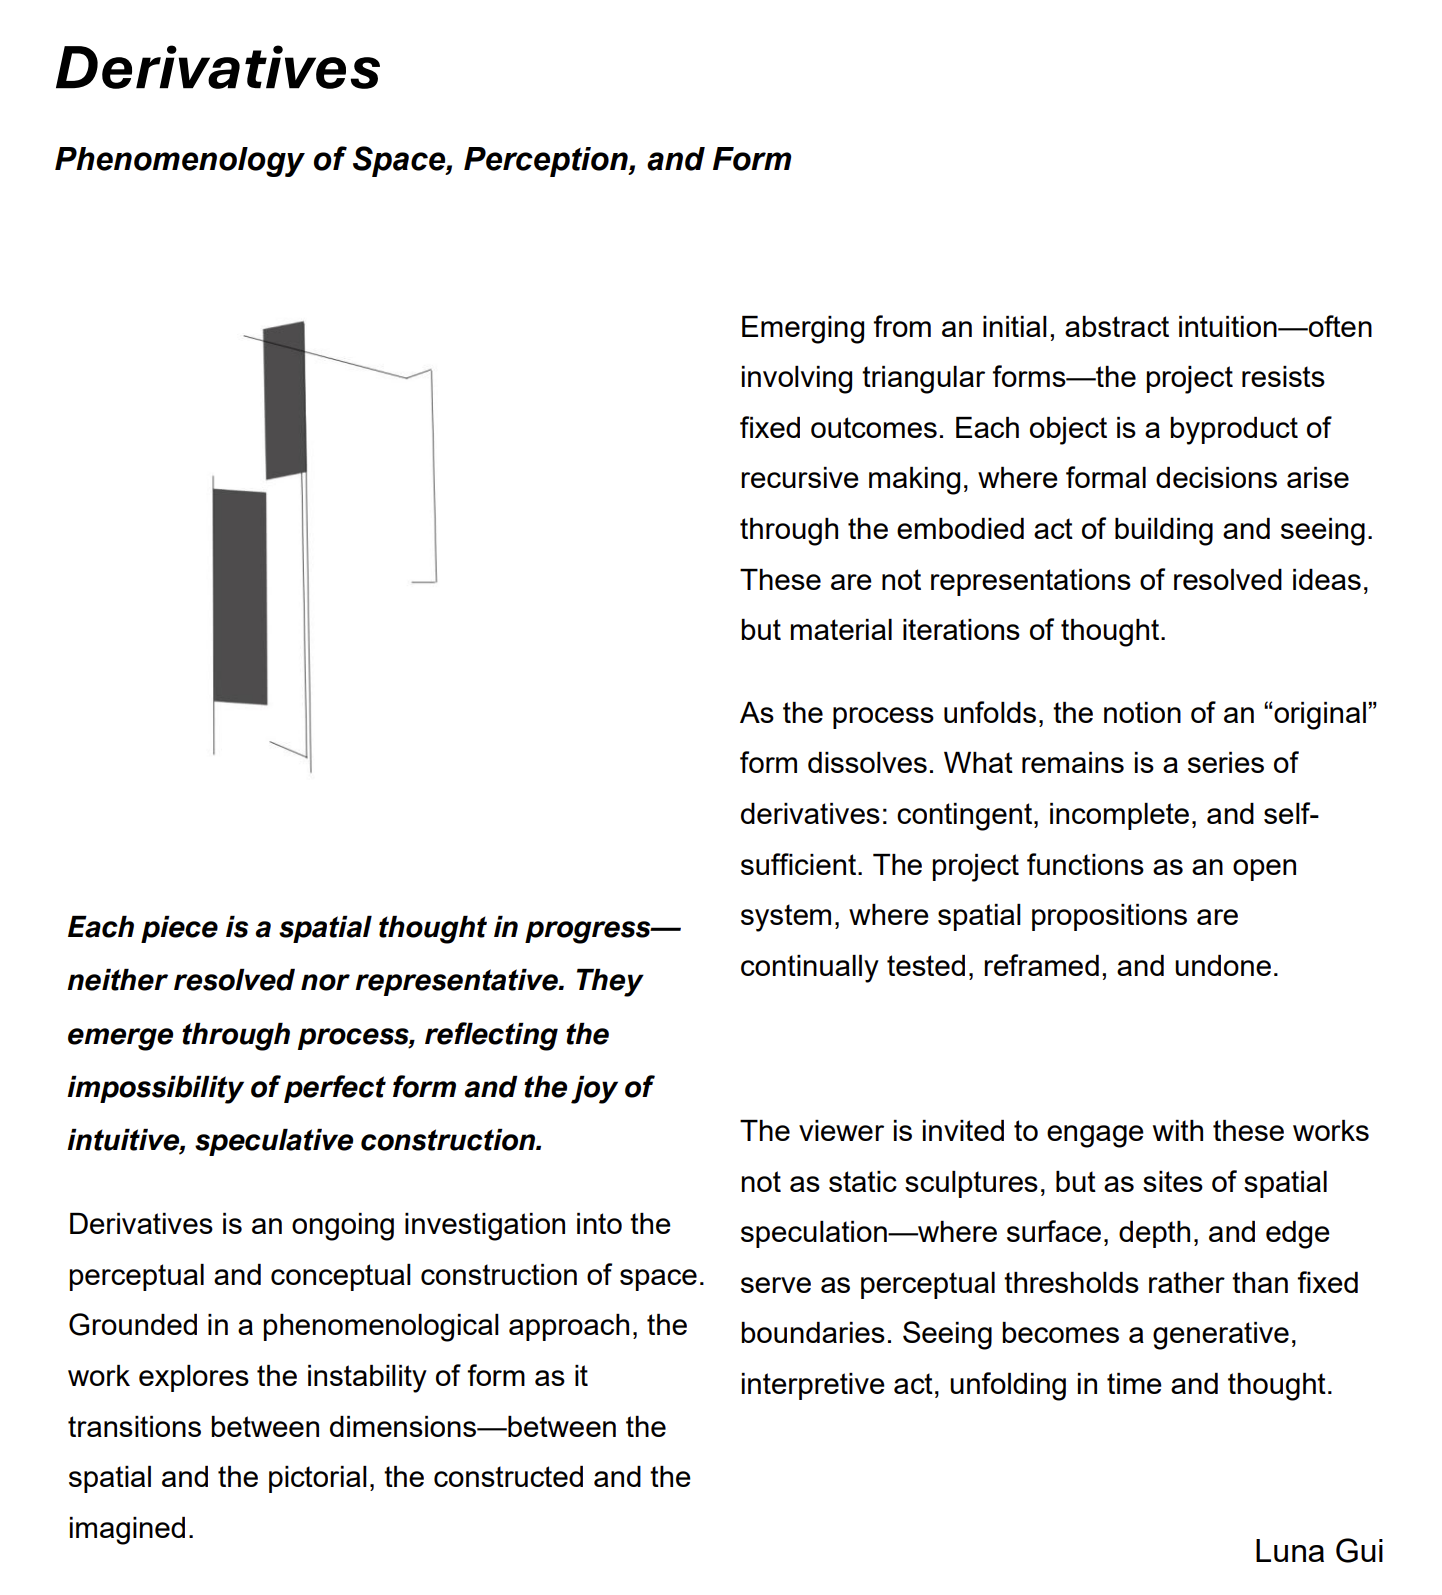 Derivatives
Phenomenology of Space, Perception, and Form
Each piece is a spatial thought in progress—
neither resolved nor representative. They
emerge through process, reflecting the
impossibility of perfect form and the joy of
intuitive, speculative construction.
Derivatives is an ongoing investigation into the
perceptual and conceptual construction of space.
Grounded in a phenomenological approach, the
work explores the instability of form as it
transitions between dimensions—between the
spatial and the pictorial, the constructed and the
imagined.
Emerging from an initial, abstract intuition—often
involving triangular forms—the project resists
fixed outcomes. Each object is a byproduct of
recursive making, where formal decisions arise
through the embodied act of building and seeing.
These are not representations of resolved ideas,
but material iterations of thought.
As the process unfolds, the notion of an “original”
form dissolves. What remains is a series of
derivatives: contingent, incomplete, and self-
sufficient. The project functions as an open
system, where spatial propositions are
continually tested, reframed, and undone.
The viewer is invited to engage with these works
not as static sculptures, but as sites of spatial
speculation—where surface, depth, and edge
serve as perceptual thresholds rather than fixed
boundaries. Seeing becomes a generative,
interpretive act, unfolding in time and thought.
Luna Gui